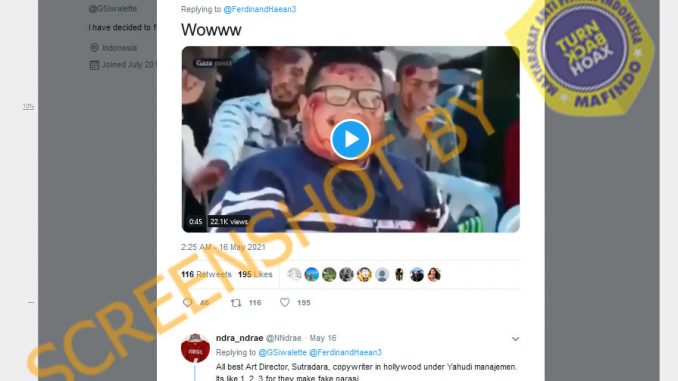 @GSiwalette
I have decided to f
Indonesia
Joined July 201
Replying to @FerdinandHaean3
Wowww
Gaza
0:45 22.1K views
2:25 AM - 16 May 2021
116 Retweets 195 Likes
46 116 195
ndra_ndrae @NNdrae · May 16
Replying to @GSiwalette @FerdinandHaean3
All best Art Director, Sutradara, copywriter in hollywood under Yahudi manajemen.
Its like 1, 2, 3 for they make fake narasi
VIRGIL
SCREENSHOT BY
MASYARAKAT ANTI FITNAH INDONESIA
TURN
BACK
HOAX
MAFINDO